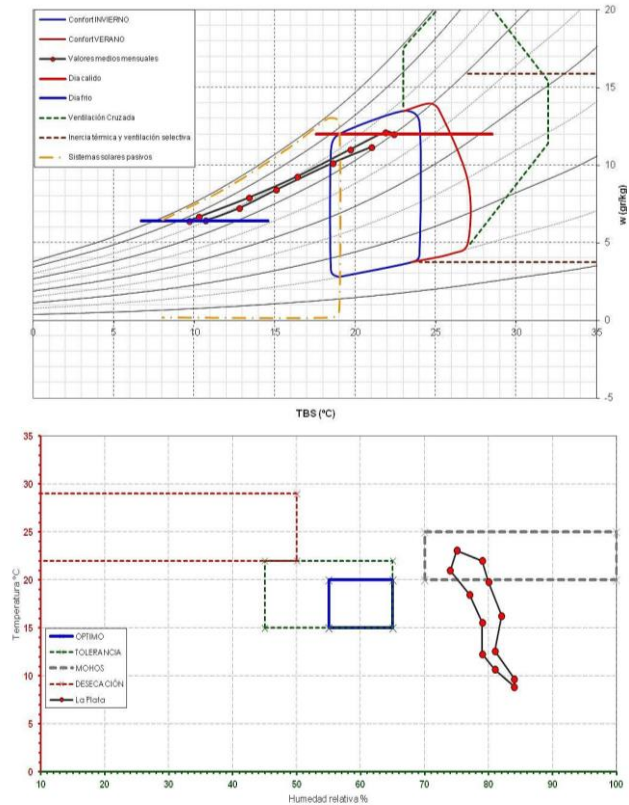 Confort INVIERNO
Confort VERANO
Valores medios mensuales
Dia calido
Dia frio
Ventilación Cruzada
Inercia térmica y ventilación selectiva
Sistemas solares pasivos
20
15
10
5
0
-5
w (gr/kg)
0 5 10 15 20 25 30 35
TBS (ºC)
35
30
25
20
15
10
5
0
Temperatura ºC
OPTIMO
TOLERANCIA
MOHOS
DESECACIÓN
La Plata
10 20 30 40 50 60 70 80 90 100
Humedad relativa %